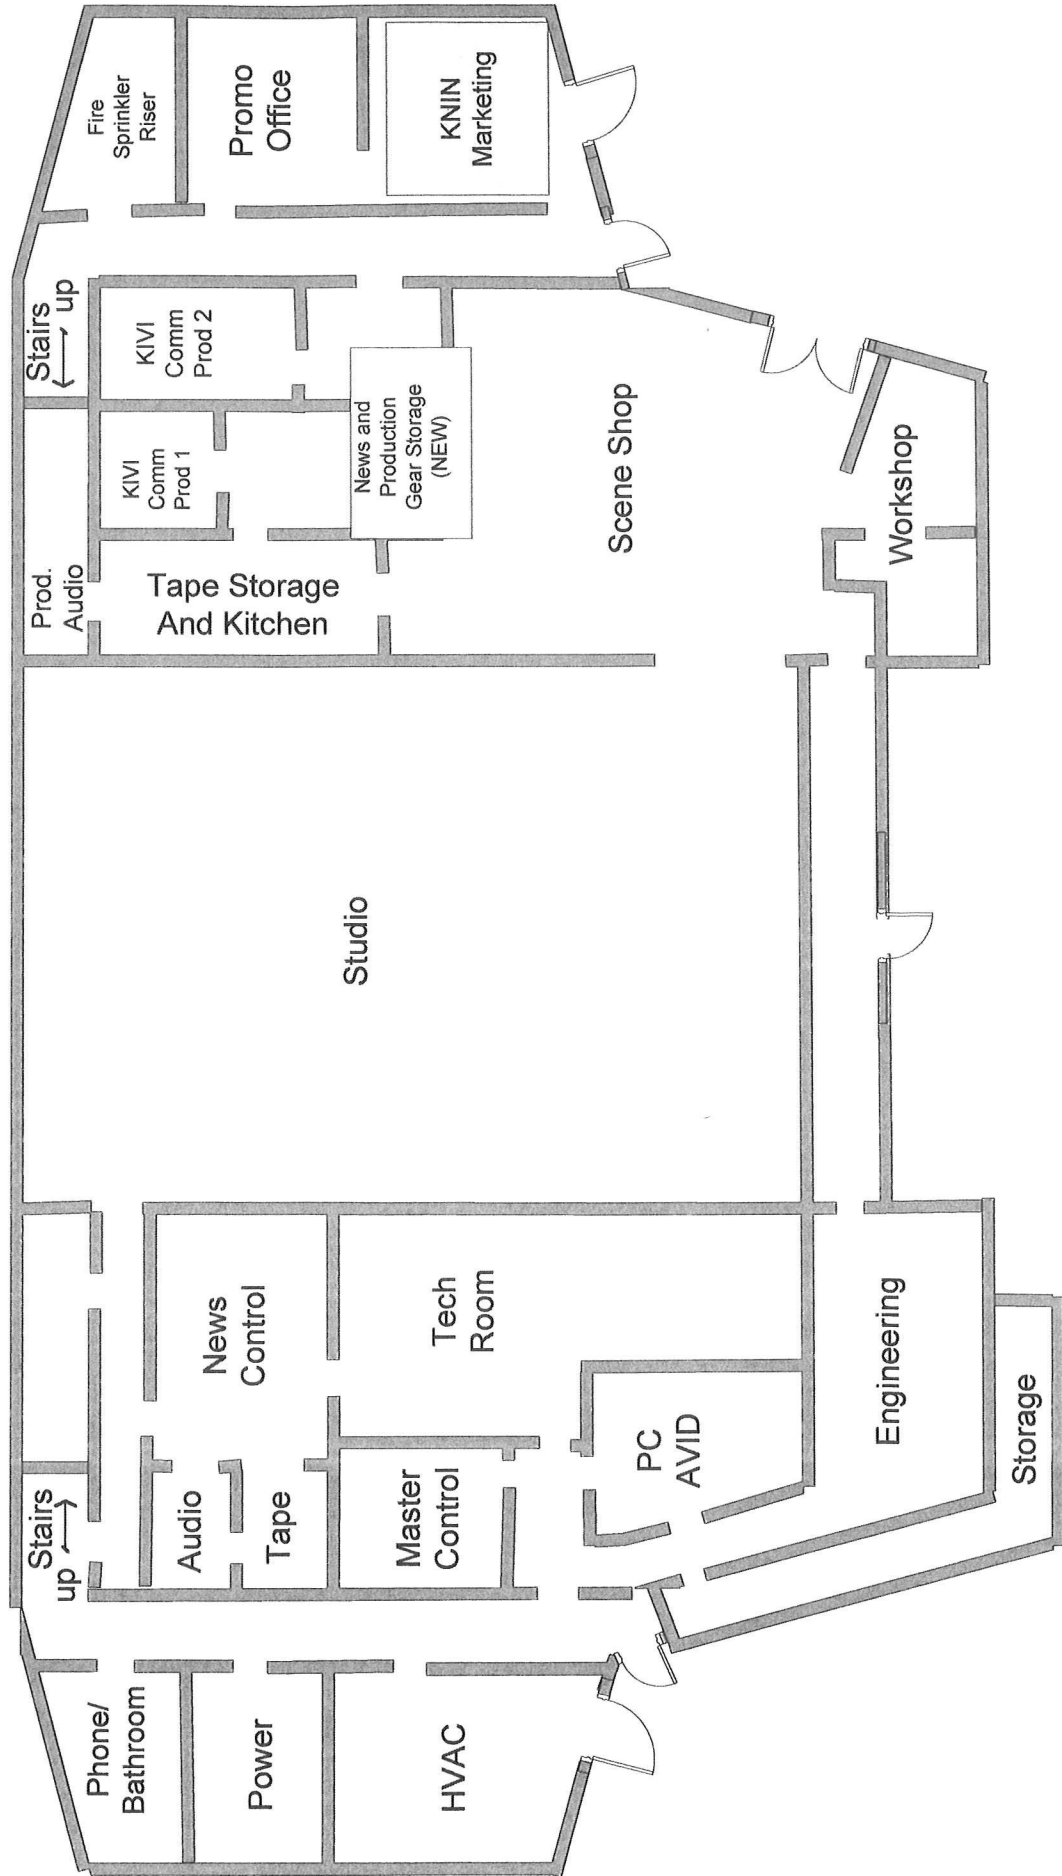 Phone/
Bathroom
Power
HVAC
Stairs
up
Audio
Tape
News
Control
Master
Control
Tech
Room
PC
AVID
Engineering
Storage
Studio
Prod.
Audio
Tape Storage
And Kitchen
KIVI
Comm
Prod 1
KIVI
Comm
Prod 2
Stairs
up
News and
Production
Gear Storage
(NEW)
Scene Shop
Workshop
Fire
Sprinkler
Riser
Promo
Office
KNIN
Marketing